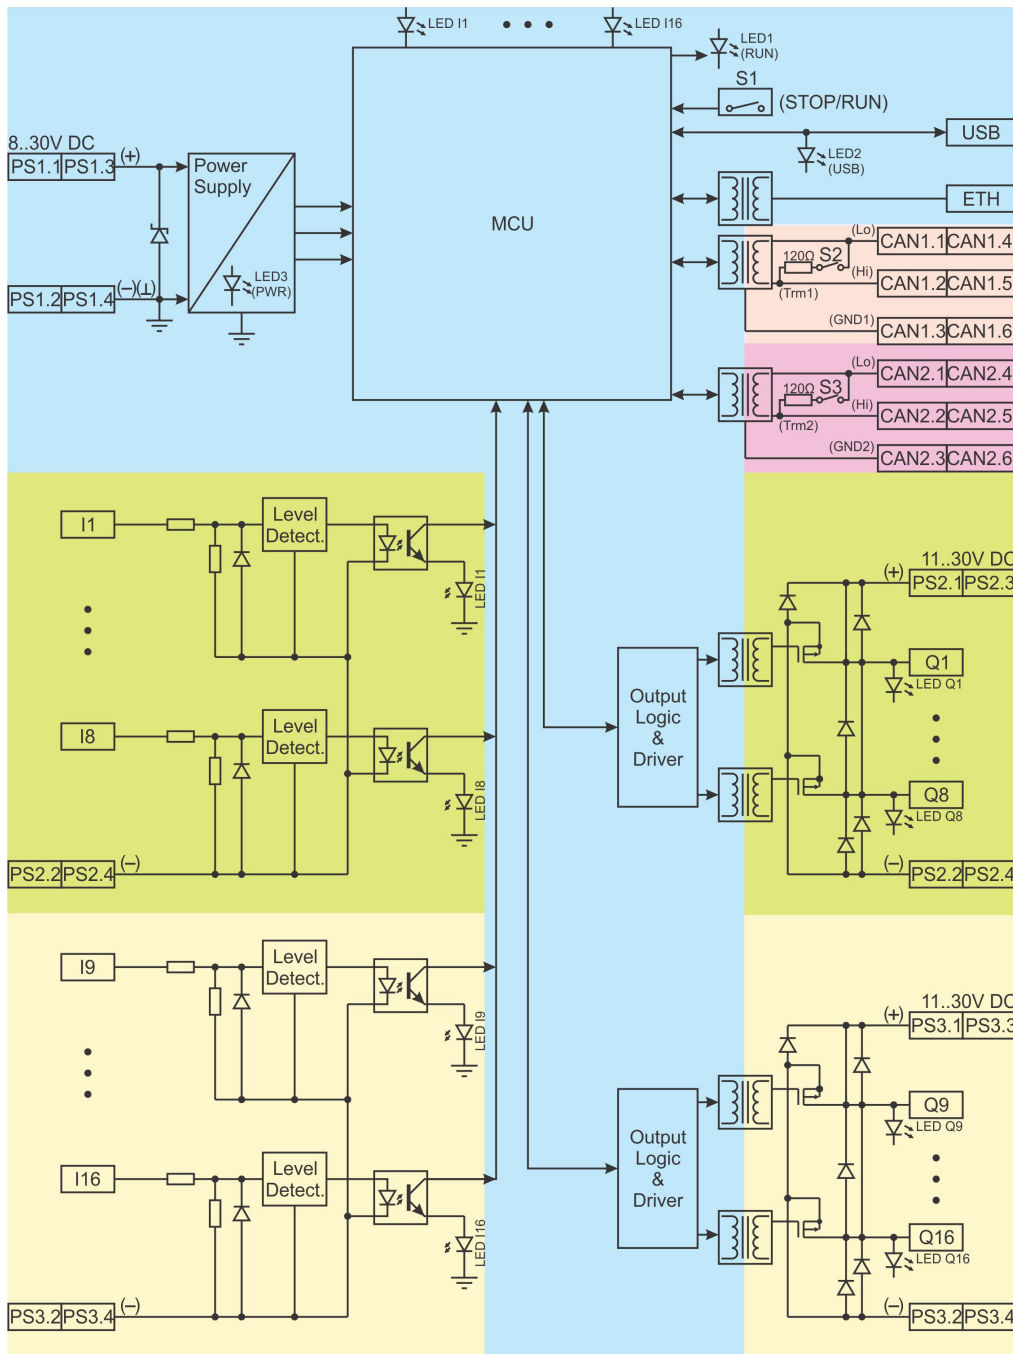 LED I1
LED I16
LED1
(RUN)
S1
(STOP/RUN)
USB
LED2
(USB)
8..30V DC
PS1.1 PS1.3 (+)
Power
Supply
LED3
(PWR)
PS1.2 PS1.4 (–)(⊥)
MCU
ETH
(Lo)
CAN1.1 CAN1.4
120Ω S2
(Hi)
CAN1.2 CAN1.5
(Trm1)
(GND1)
CAN1.3 CAN1.6
(Lo)
CAN2.1 CAN2.4
120Ω S3
(Hi)
CAN2.2 CAN2.5
(Trm2)
(GND2)
CAN2.3 CAN2.6
I1
Level
Detect.
LED I1
I8
Level
Detect.
LED I8
PS2.2 PS2.4 (–)
11..30V DC
(+) PS2.1 PS2.3
Output
Logic
&
Driver
Q1
LED Q1
Q8
LED Q8
(–) PS2.2 PS2.4
I9
Level
Detect.
LED I9
I16
Level
Detect.
LED I16
PS3.2 PS3.4 (–)
11..30V DC
(+) PS3.1 PS3.3
Output
Logic
&
Driver
Q9
LED Q9
Q16
LED Q16
(–) PS3.2 PS3.4